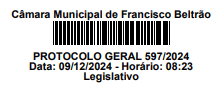 Câmara Municipal de Francisco Beltrão
PROTOCOLO GERAL 597/2024
Data: 09/12/2024 - Horário: 08:23
Legislativo